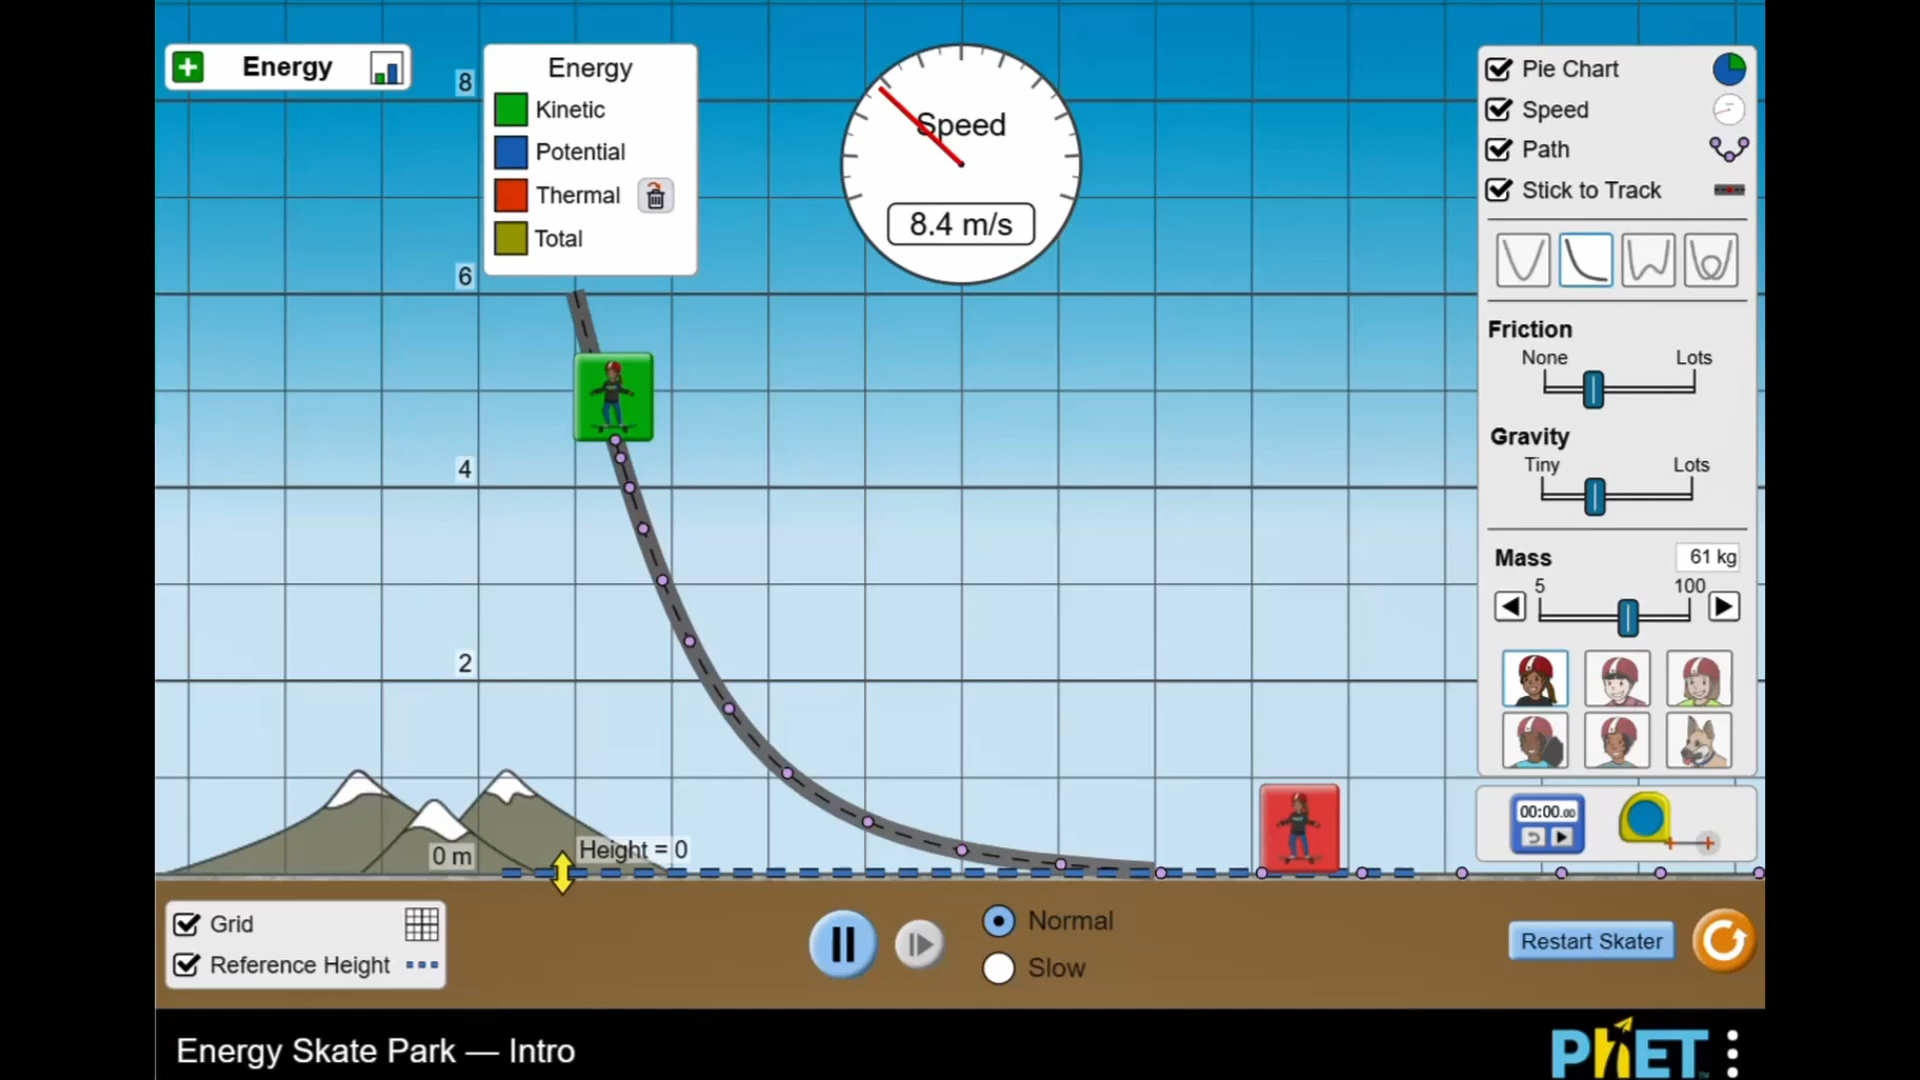 Energy
8
Energy
Kinetic
Potential
Thermal
Total
Speed
8.4 m/s
Pie Chart
Speed
Path
Stick to Track
Friction
None
Lots
Gravity
Tiny
Lots
Mass
61 kg
5
100
00:00.00
6
4
2
0 m
Height = 0
Grid
Reference Height
Normal
Slow
Restart Skater
Energy Skate Park — Intro
PhET